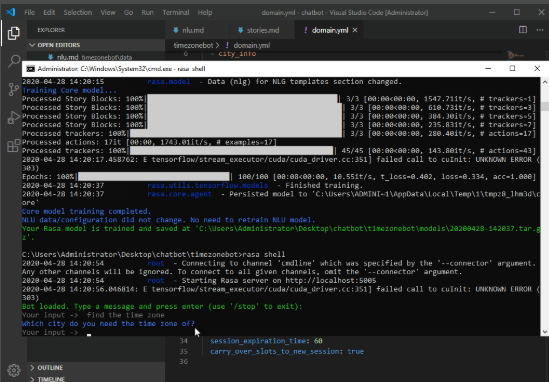 File Edit Selection View Go Run Terminal Help
domain.yml - chatbot - Visual Studio Code [Administrator]
EXPLORER
OPEN EDITORS
nlu.md timezonebot\data
nlu.md
stories.md
domain.yml
timezonebot > domain.yml
6 - city_info
Select Administrator: C:\Windows\System32\cmd.exe - rasa shell
2020-04-28 14:20:15 rasa.model - Data (nlg) for NLG templates section changed.
Training Core model...
Processed Story Blocks: 100%| | 3/3 [00:00<00:00, 1547.71it/s, # trackers=1]
Processed Story Blocks: 100%| | 3/3 [00:00<00:00, 610.73it/s, # trackers=3]
Processed Story Blocks: 100%| | 3/3 [00:00<00:00, 384.30it/s, # trackers=5]
Processed Story Blocks: 100%| | 3/3 [00:00<00:00, 235.83it/s, # trackers=7]
Processed trackers: 100%| | 3/3 [00:00<00:00, 280.40it/s, # actions=17]
Processed actions: 17it [00:00, 1743.01it/s, # examples=17]
Processed trackers: 100%| | 45/45 [00:00<00:00, 143.80it/s, # actions=43]
2020-04-28 14:20:17.458762: E tensorflow/stream_executor/cuda/cuda_driver.cc:351] failed call to cuInit: UNKNOWN ERROR (
303)
Epochs: 100%| | 100/100 [00:08<00:00, 10.55it/s, t_loss=0.402, loss=0.334, acc=1.000]
2020-04-28 14:20:37 rasa.utils.tensorflow.models - Finished training.
2020-04-28 14:20:37 rasa.core.agent - Persisted model to 'C:\Users\ADMINI~1\AppData\Local\Temp\1\tmpz8_lhm3d\c
ore'
Core model training completed.
NLU data/configuration did not change. No need to retrain NLU model.
Your Rasa model is trained and saved at 'C:\Users\Administrator\Desktop\chatbot\timezonebot\models\20200428-142037.tar.g
z'.
C:\Users\Administrator\Desktop\chatbot\timezonebot>rasa shell
2020-04-28 14:20:54 root - Connecting to channel 'cmdline' which was specified by the '--connector' argument.
Any other channels will be ignored. To connect to all given channels, omit the '--connector' argument.
2020-04-28 14:20:54 root - Starting Rasa server on http://localhost:5005
2020-04-28 14:20:56.046814: E tensorflow/stream_executor/cuda/cuda_driver.cc:351] failed call to cuInit: UNKNOWN ERROR (
303)
Bot loaded. Type a message and press enter (use '/stop' to exit):
Your input -> find the time zone
Which city do you need the time zone of?
Your input ->
34 session_expiration_time: 60
35 carry_over_slots_to_new_session: true
36
OUTLINE
TIMELINE